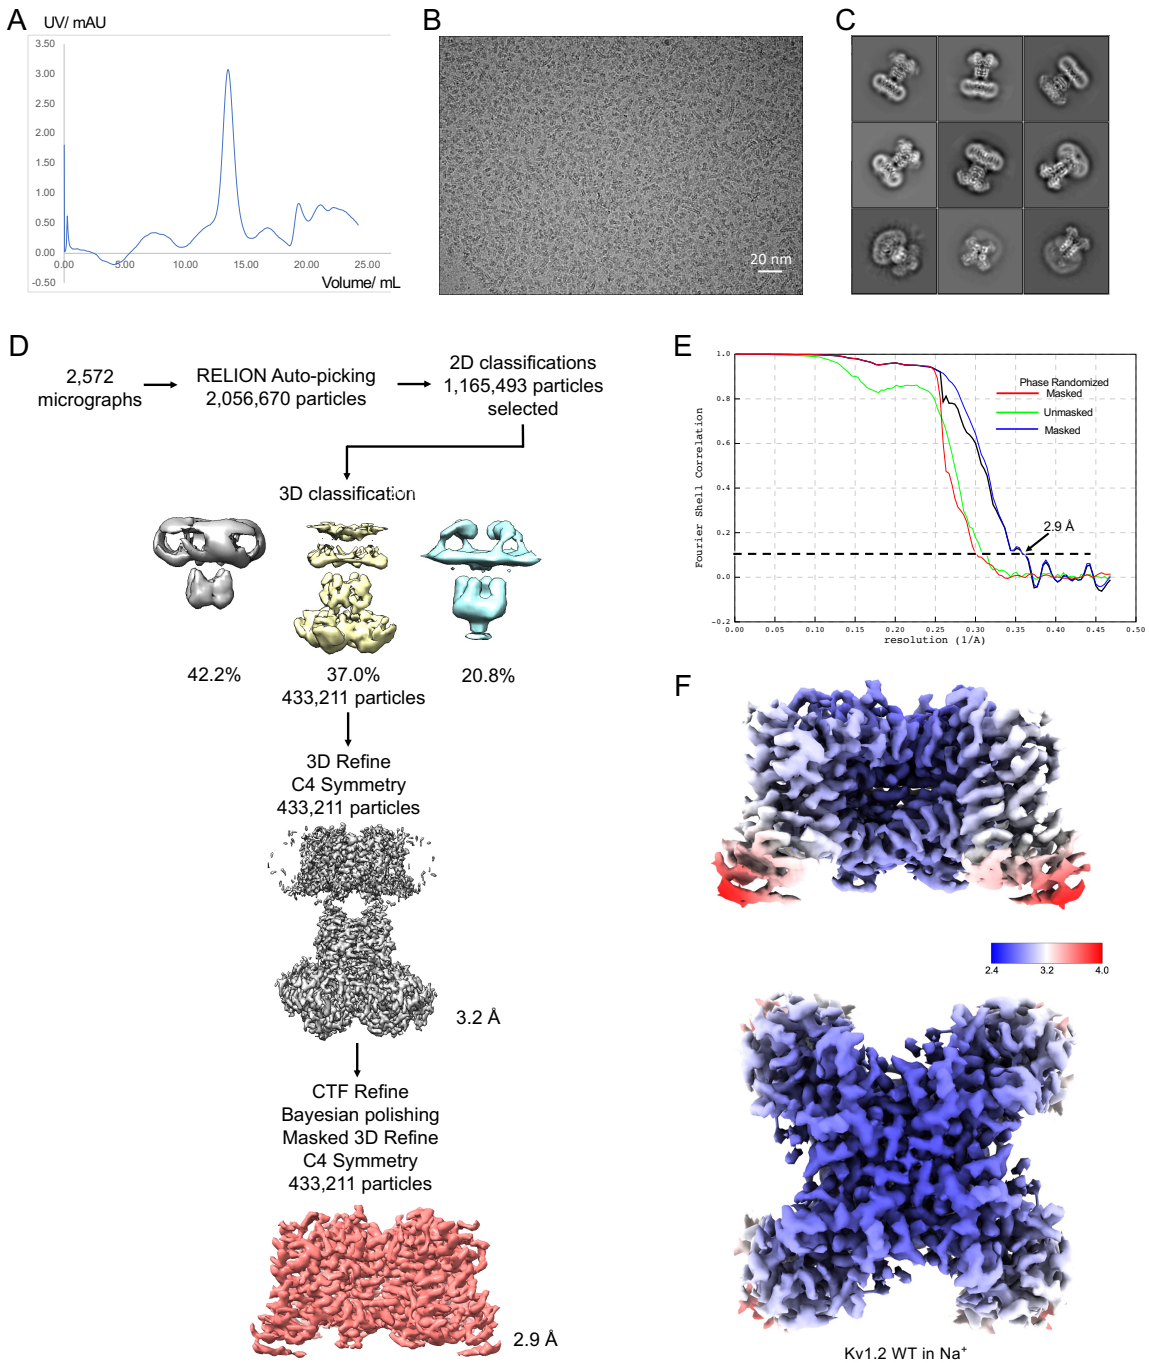 A
UV/ mAU
3.50
3.00
2.50
2.00
1.50
1.00
0.50
0.00
-0.50
0.00
5.00
10.00
15.00
20.00
25.00
Volume/ mL
B
20 nm
C
D
2,572
micrographs
RELION Auto-picking
2,056,670 particles
2D classifications
1,165,493 particles
selected
3D classification
42.2%
37.0%
20.8%
433,211 particles
3D Refine
C4 Symmetry
433,211 particles
3.2 Å
CTF Refine
Bayesian polishing
Masked 3D Refine
C4 Symmetry
433,211 particles
2.9 Å
E
Fourier Shell Correlation
1.0
0.8
0.6
0.4
0.2
0.0
-0.2
0.00
0.05
0.10
0.15
0.20
0.25
0.30
0.35
0.40
0.45
0.50
resolution (1/A)
Phase Randomized
Masked
Unmasked
Masked
2.9 Å
F
2.4
3.2
4.0
Kv1.2 WT in Na⁺